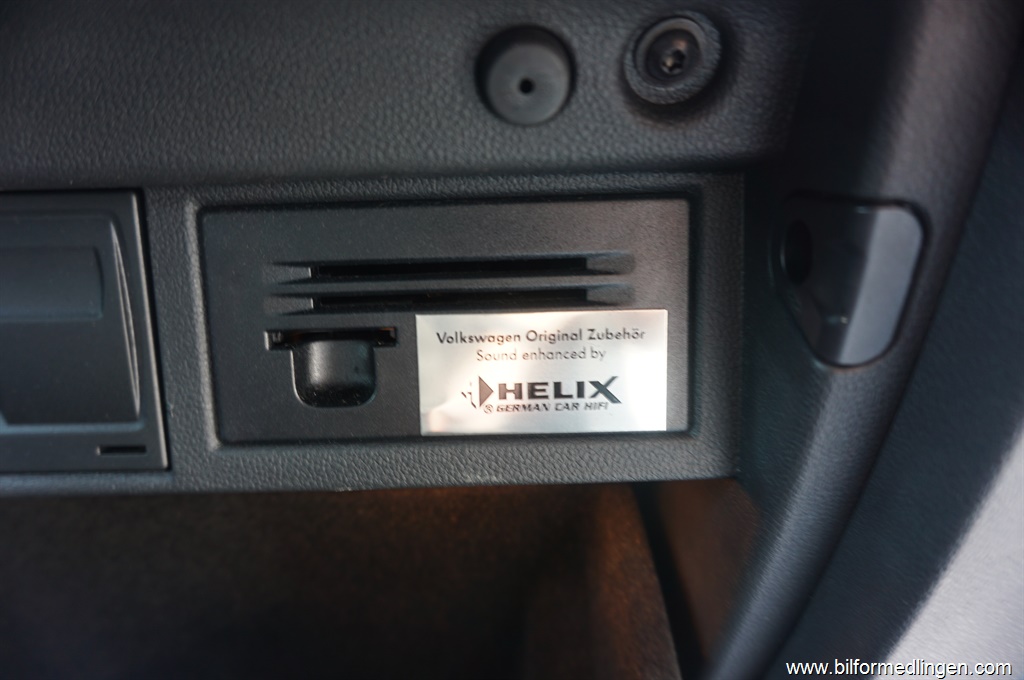 Volkswagen Original Zubehör
Sound enhanced by
HELIX
® GERMAN CAR HIFI
www.bilformedlingen.com